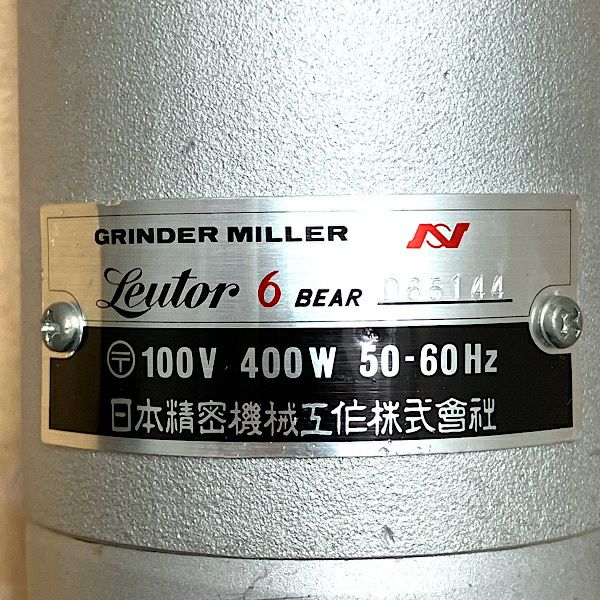 GRINDER MILLER
Leutor 6 BEAR 065144
〶 100V 400W 50-60Hz
日本精密機械工作株式會社